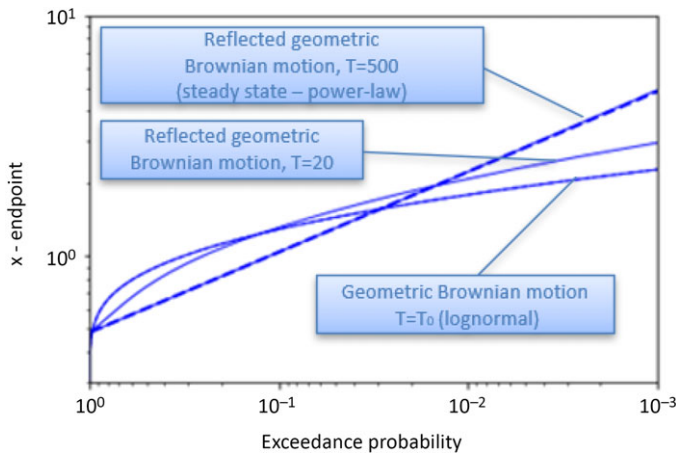 10¹
Reflected geometric
Brownian motion, T=500
(steady state – power-law)
Reflected geometric
Brownian motion, T=20
x - endpoint
10⁰
Geometric Brownian motion
T=T₀ (lognormal)
10⁰ 10⁻¹ 10⁻² 10⁻³
Exceedance probability